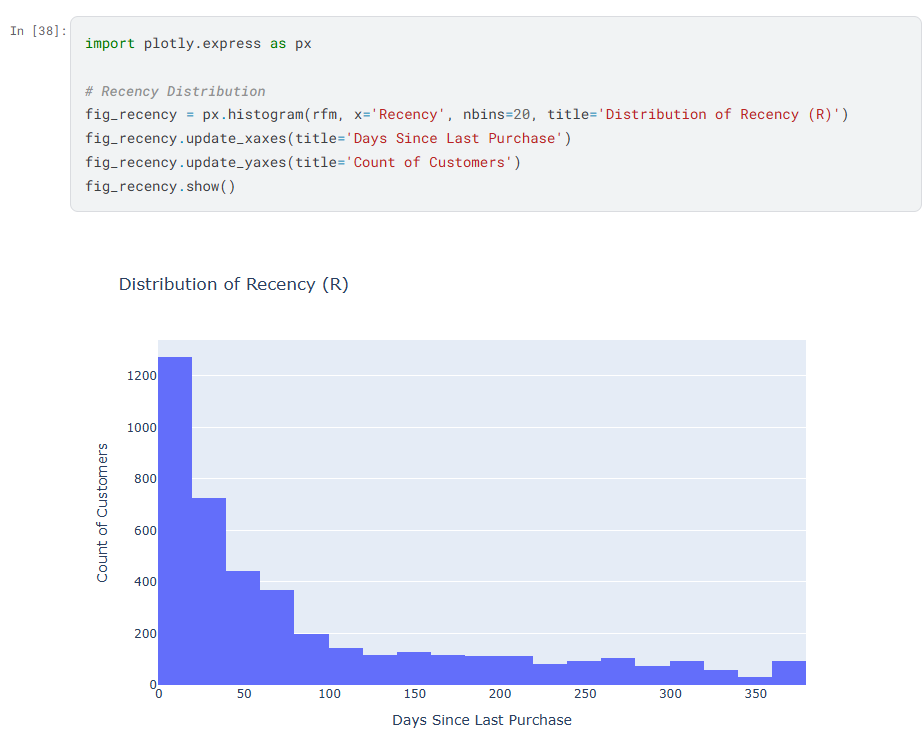 In [38]:
import plotly.express as px
# Recency Distribution
fig_recency = px.histogram(rfm, x='Recency', nbins=20, title='Distribution of Recency (R)')
fig_recency.update_xaxes(title='Days Since Last Purchase')
fig_recency.update_yaxes(title='Count of Customers')
fig_recency.show()
Distribution of Recency (R)
Count of Customers
1200
1000
800
600
400
200
0
0 50 100 150 200 250 300 350
Days Since Last Purchase